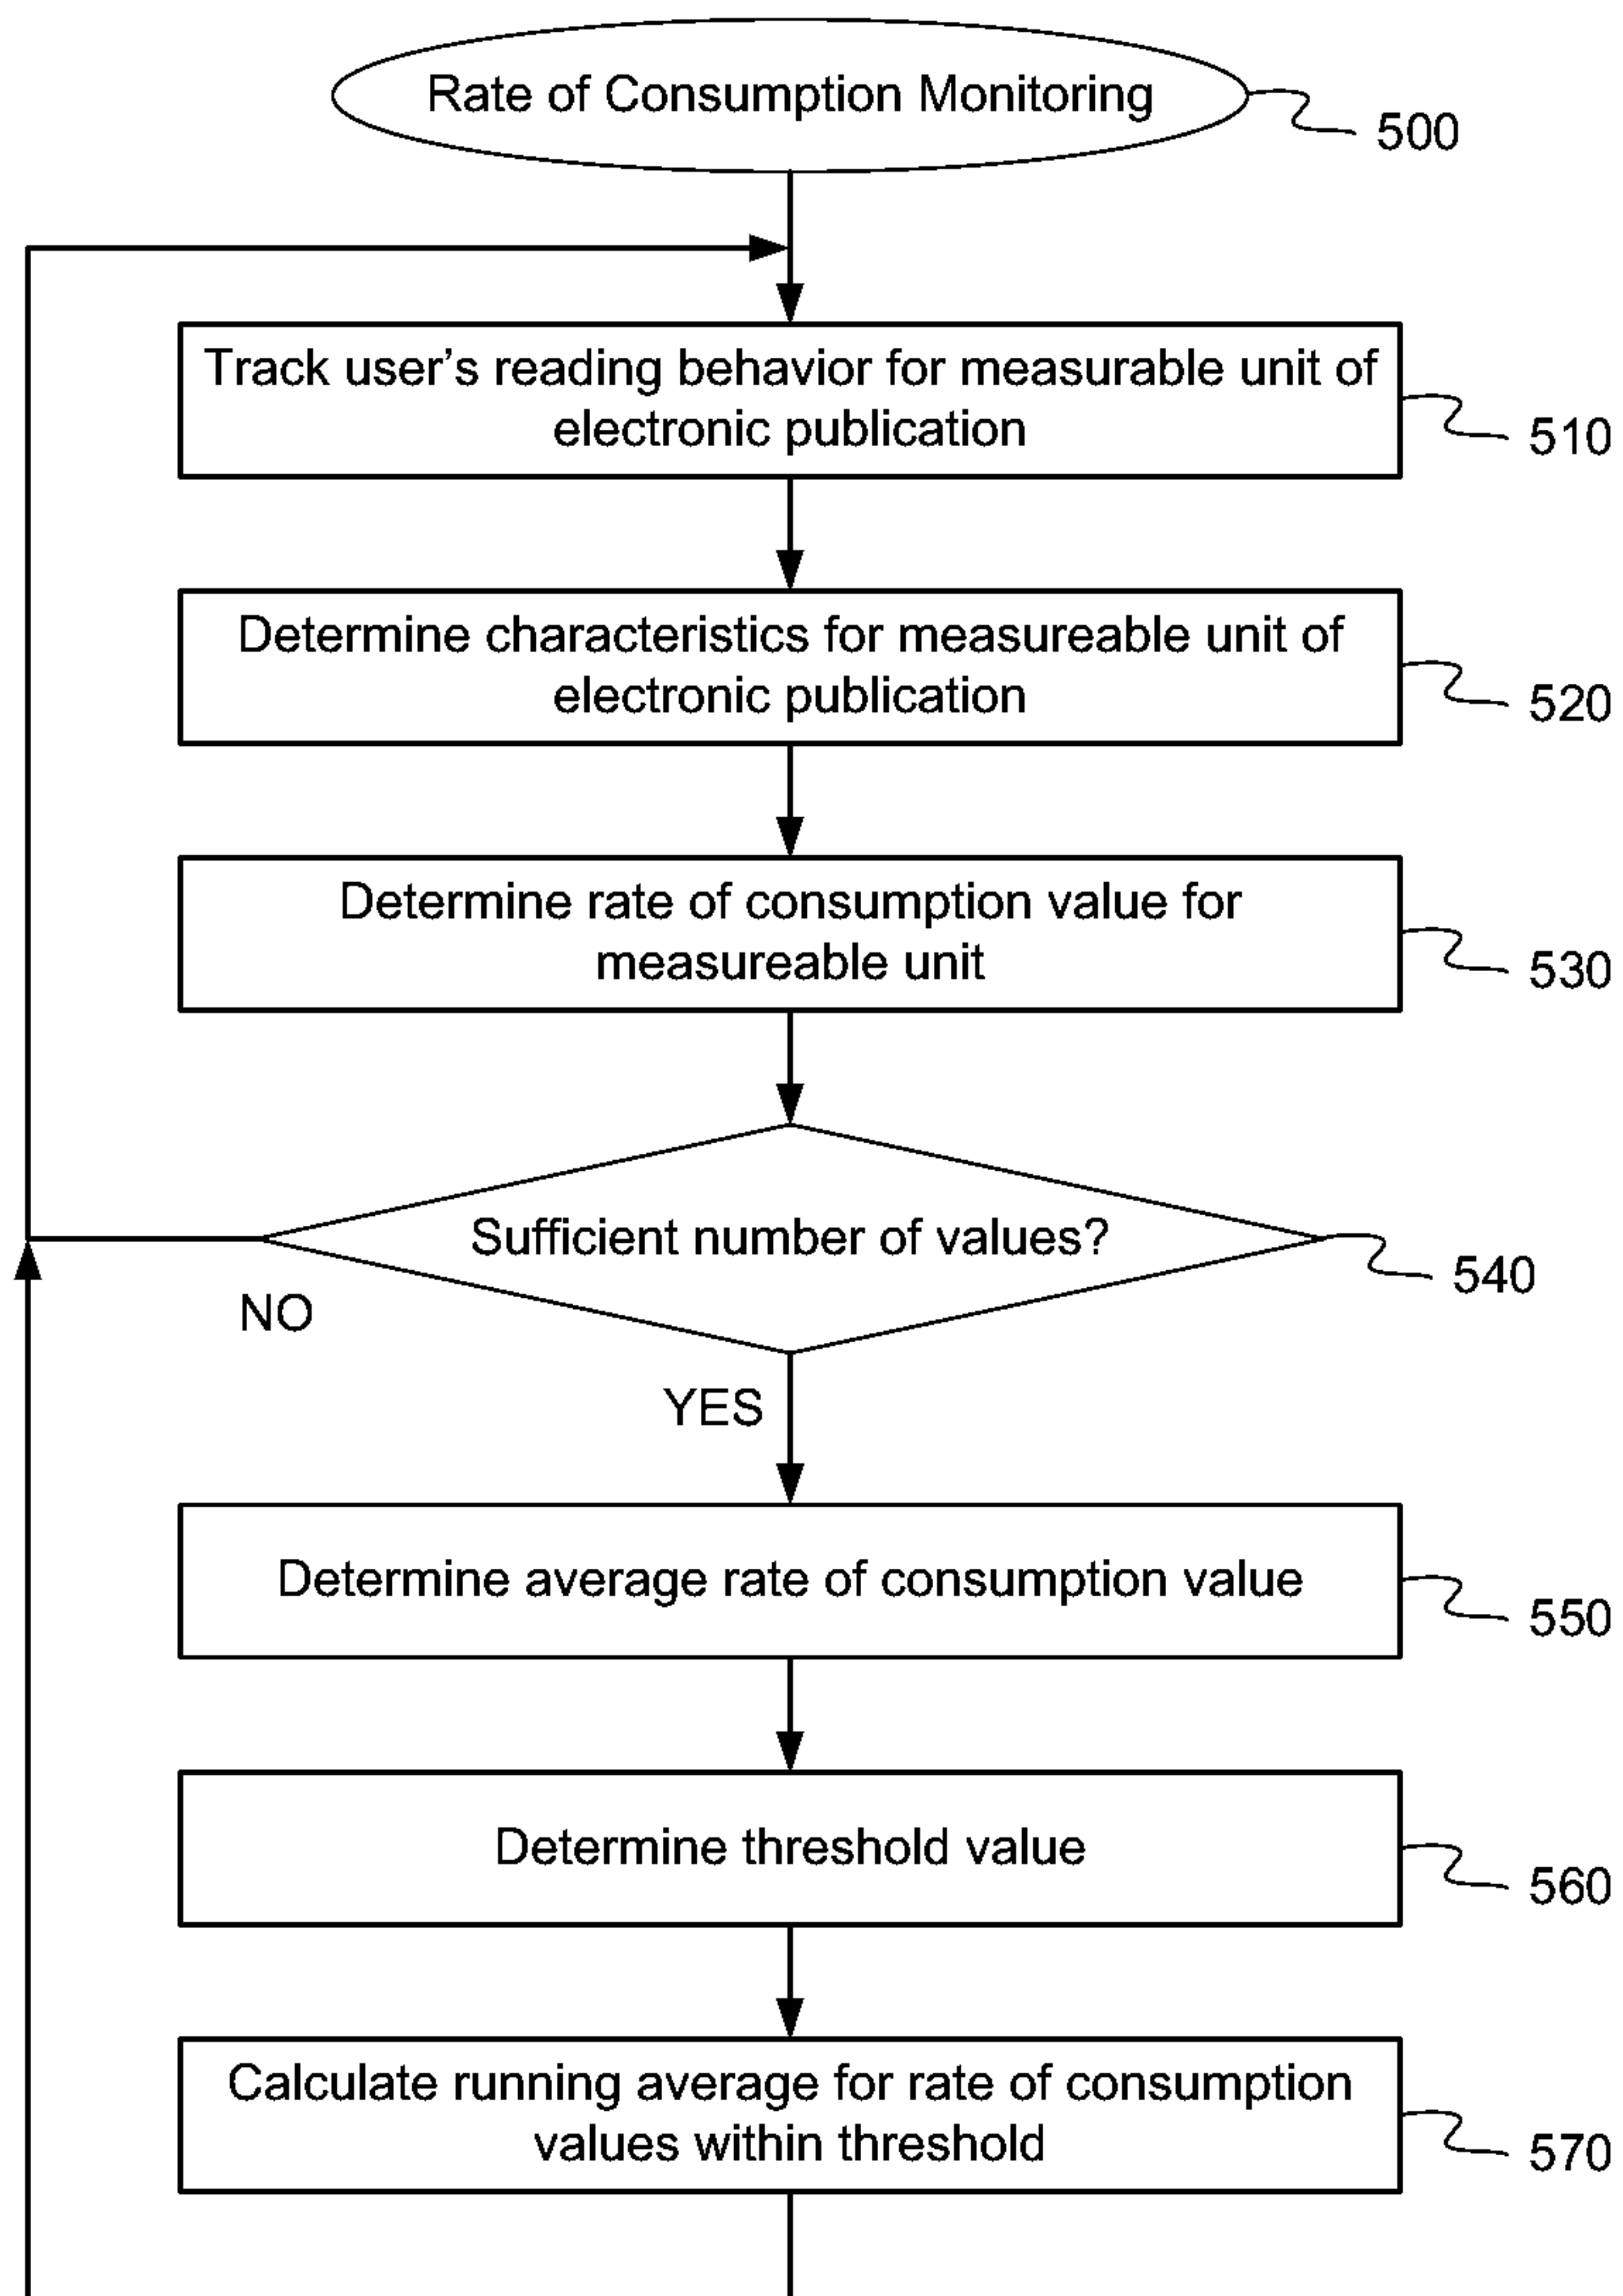 Rate of Consumption Monitoring
500
Track user’s reading behavior for measurable unit of
electronic publication
510
Determine characteristics for measureable unit of
electronic publication
520
Determine rate of consumption value for
measureable unit
530
Sufficient number of values?
540
NO
YES
Determine average rate of consumption value
550
Determine threshold value
560
Calculate running average for rate of consumption
values within threshold
570